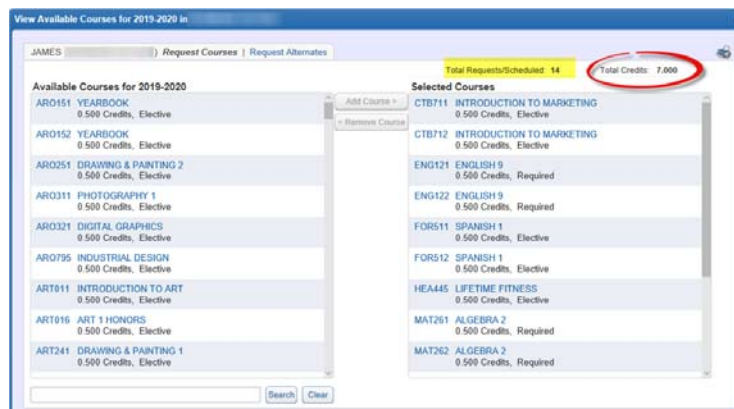 View Available Courses for 2019-2020 in
JAMES ) Request Courses | Request Alternates
Total Requests/Scheduled: 14 Total Credits: 7.000
Available Courses for 2019-2020
ARO151 YEARBOOK
0.500 Credits, Elective
ARO152 YEARBOOK
0.500 Credits, Elective
ARO251 DRAWING & PAINTING 2
0.500 Credits, Elective
ARO311 PHOTOGRAPHY 1
0.500 Credits, Elective
ARO321 DIGITAL GRAPHICS
0.500 Credits, Elective
ARO795 INDUSTRIAL DESIGN
0.500 Credits, Elective
ART011 INTRODUCTION TO ART
0.500 Credits, Elective
ART016 ART 1 HONORS
0.500 Credits, Elective
ART241 DRAWING & PAINTING 1
0.500 Credits, Elective
Search Clear
Add Course >
< Remove Course
Selected Courses
CTB711 INTRODUCTION TO MARKETING
0.500 Credits, Elective
CTB712 INTRODUCTION TO MARKETING
0.500 Credits, Elective
ENG121 ENGLISH 9
0.500 Credits, Required
ENG122 ENGLISH 9
0.500 Credits, Required
FOR511 SPANISH 1
0.500 Credits, Elective
FOR512 SPANISH 1
0.500 Credits, Elective
HEA445 LIFETIME FITNESS
0.500 Credits, Elective
MAT261 ALGEBRA 2
0.500 Credits, Required
MAT262 ALGEBRA 2
0.500 Credits, Required